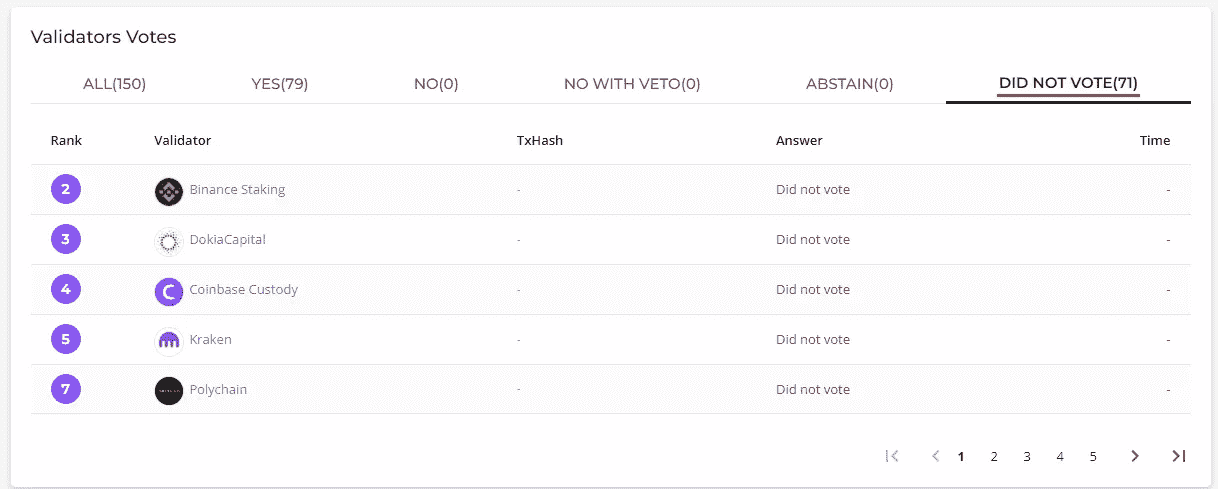 Validators Votes
ALL(150) YES(79) NO(0) NO WITH VETO(0) ABSTAIN(0) DID NOT VOTE(71)
Rank Validator TxHash Answer Time
2 Binance Staking - Did not vote -
3 DokiaCapital - Did not vote -
4 Coinbase Custody - Did not vote -
5 Kraken - Did not vote -
7 Polychain - Did not vote -
1 2 3 4 5